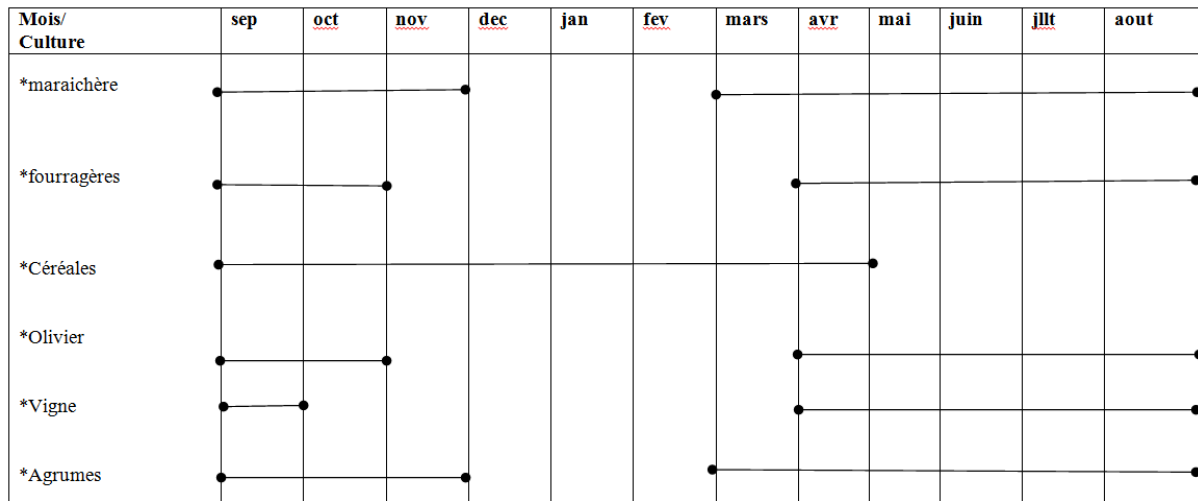 Mois/ sep oct nov dec jan fev mars avr mai juin jllt aout
Culture
*maraichère
*fourragères
*Céréales
*Olivier
*Vigne
*Agrumes